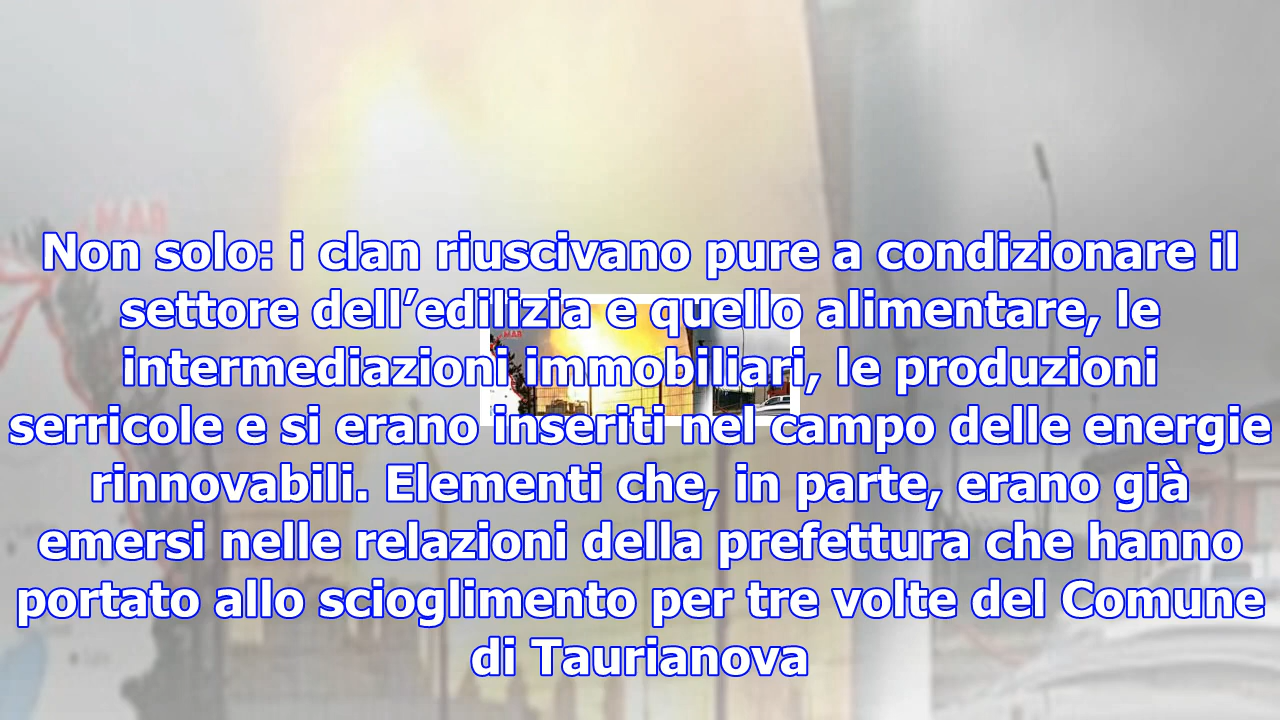 Non solo: i clan riuscivano pure a condizionare il
settore dell’edilizia e quello alimentare, le
intermediazioni immobiliari, le produzioni
serricole e si erano inseriti nel campo delle energie
rinnovabili. Elementi che, in parte, erano già
emersi nelle relazioni della prefettura che hanno
portato allo scioglimento per tre volte del Comune
di Taurianova